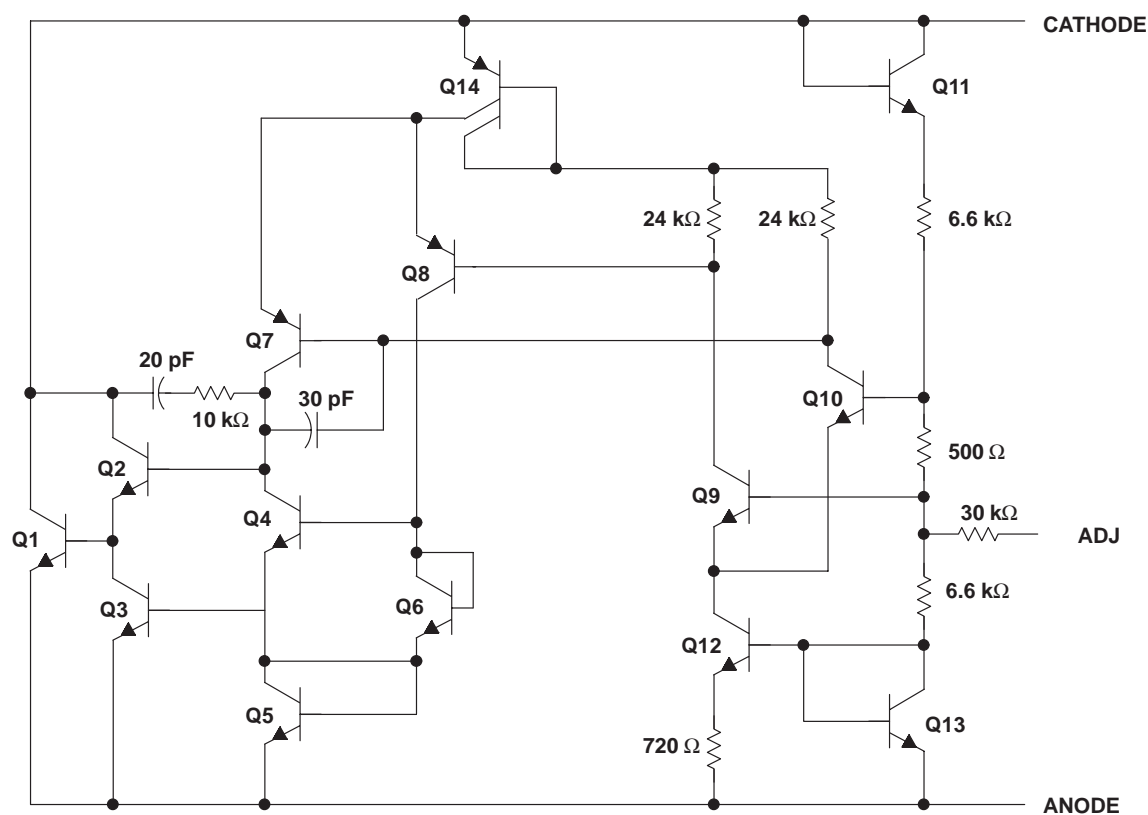 CATHODE
Q14
Q11
24 kΩ
24 kΩ
6.6 kΩ
Q8
Q7
20 pF
30 pF
10 kΩ
Q10
500 Ω
Q2
Q9
Q4
30 kΩ
ADJ
Q1
Q3
Q6
6.6 kΩ
Q12
Q5
Q13
720 Ω
ANODE